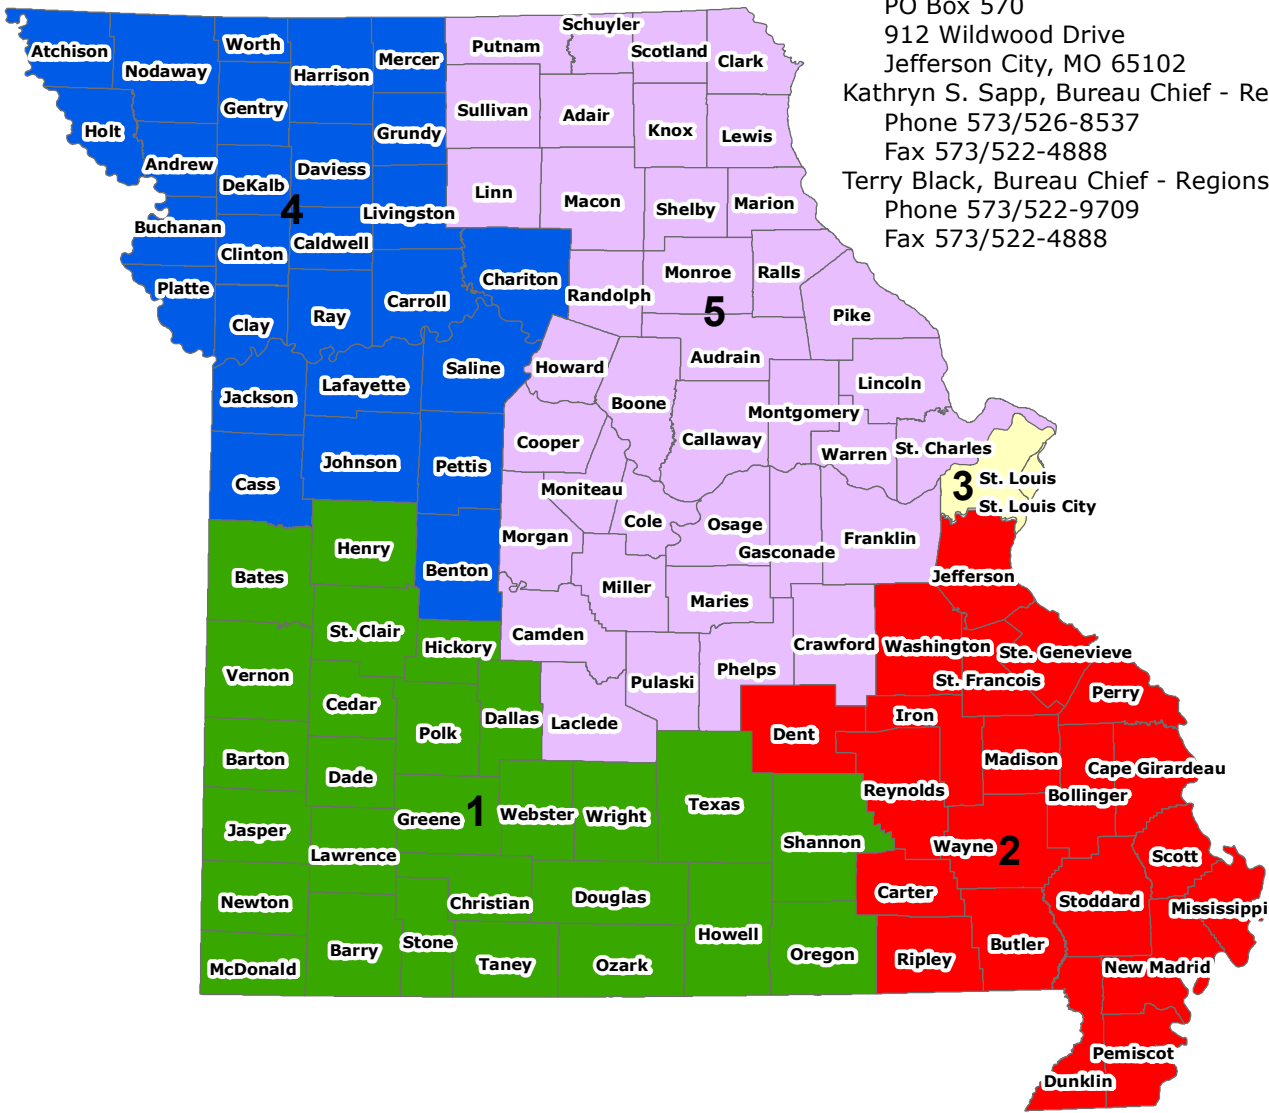 PO Box 570
912 Wildwood Drive
Jefferson City, MO 65102
Kathryn S. Sapp, Bureau Chief - Re
Phone 573/526-8537
Fax 573/522-4888
Terry Black, Bureau Chief - Regions
Phone 573/522-9709
Fax 573/522-4888
Atchison
Nodaway
Worth
Harrison
Mercer
Putnam
Schuyler
Scotland
Clark
Holt
Gentry
Grundy
Sullivan
Adair
Knox
Lewis
Andrew
DeKalb
Daviess
Livingston
Linn
Macon
Shelby
Marion
4
Buchanan
Clinton
Caldwell
Chariton
Randolph
Monroe
Ralls
Platte
Clay
Ray
Carroll
5
Pike
Audrain
Jackson
Lafayette
Saline
Howard
Boone
Callaway
Montgomery
Lincoln
Cass
Johnson
Pettis
Cooper
Moniteau
Warren
St. Charles
3
St. Louis
St. Louis City
Morgan
Cole
Osage
Gasconade
Franklin
Bates
Henry
Benton
Miller
Maries
Jefferson
St. Clair
Hickory
Camden
Crawford
Washington
Ste. Genevieve
Vernon
Cedar
Pulaski
Phelps
St. Francois
Perry
Polk
Dallas
Laclede
Dent
Iron
Barton
Dade
Madison
Cape Girardeau
Reynolds
Bollinger
Jasper
Lawrence
Greene
1
Webster
Wright
Texas
Shannon
Wayne
2
Scott
Newton
Christian
Douglas
Carter
Stoddard
Mississippi
McDonald
Barry
Stone
Taney
Ozark
Howell
Oregon
Ripley
Butler
New Madrid
Pemiscot
Dunklin